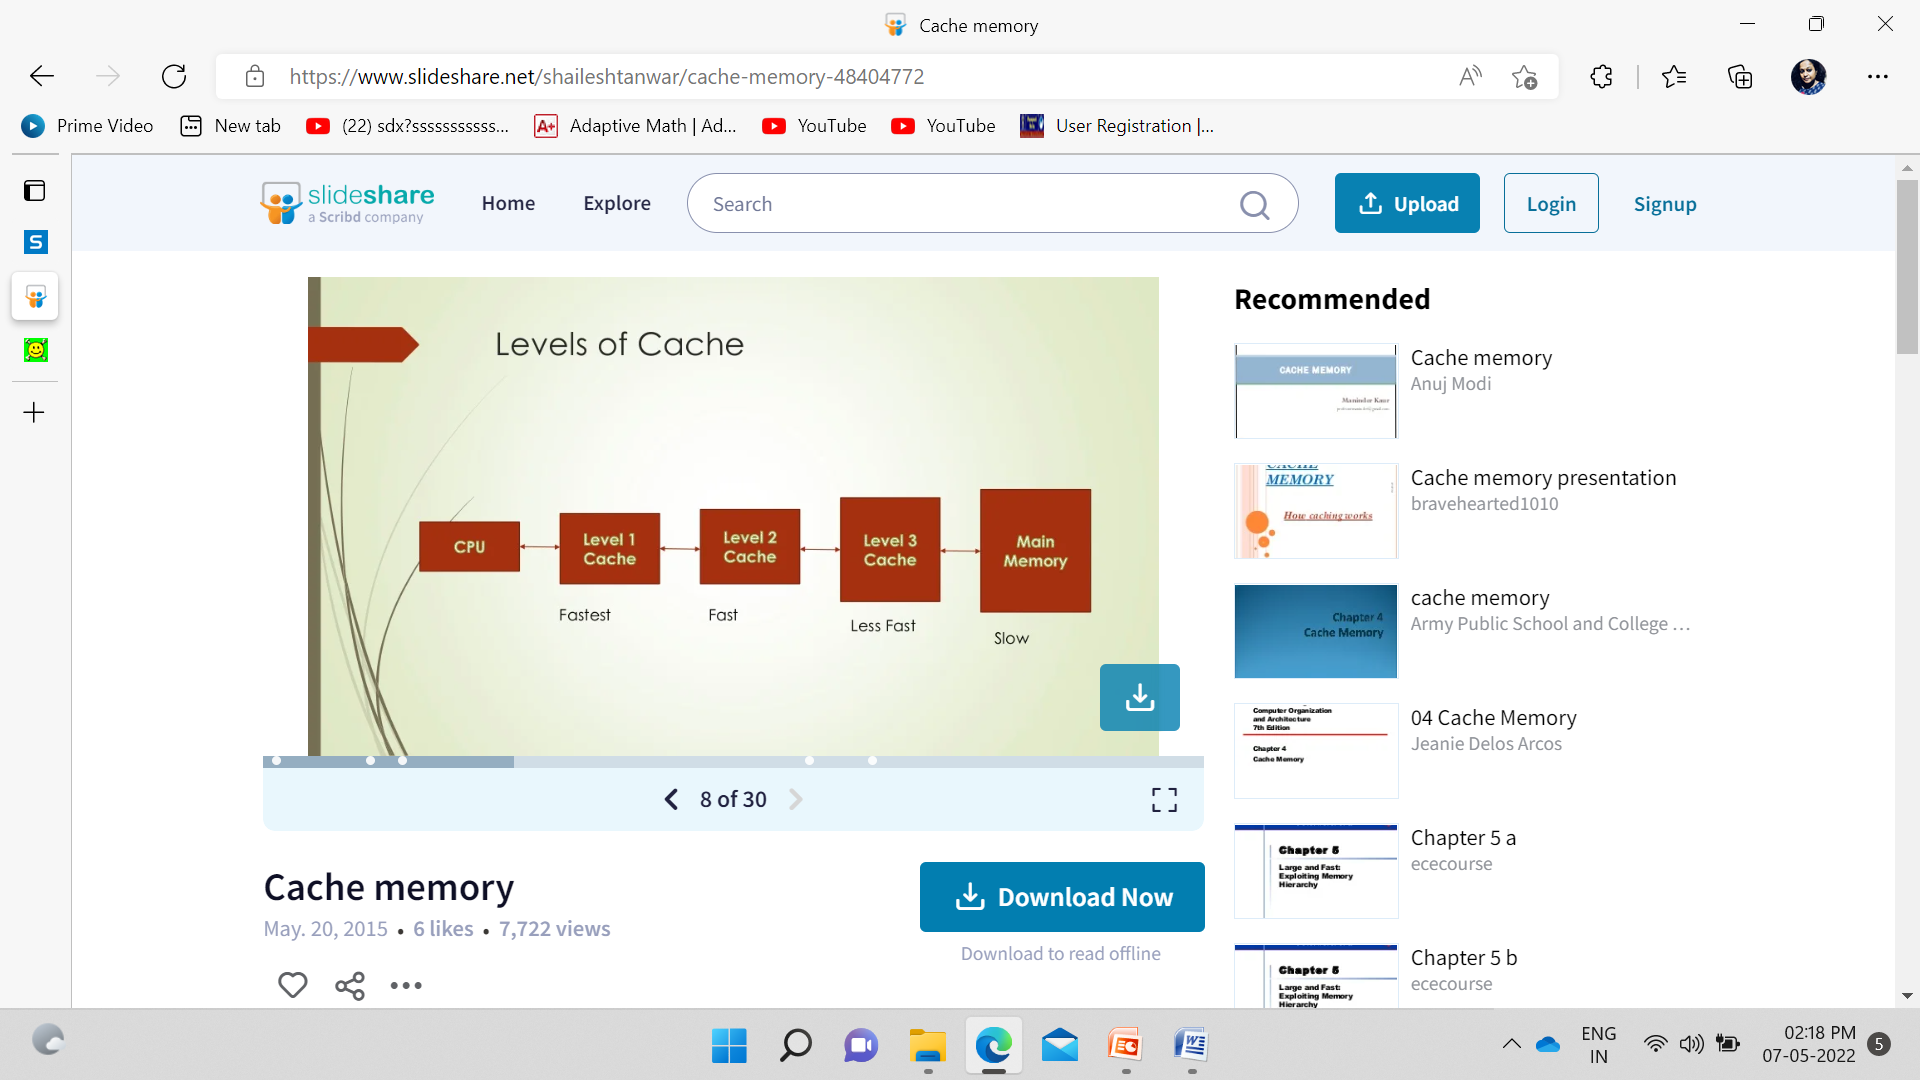 Cache memory
https://www.slideshare.net/shaileshtanwar/cache-memory-48404772
Prime Video
New tab
(22) sdx?sssssssssss...
Adaptive Math | Ad...
YouTube
YouTube
User Registration |...
slideshare
a Scribd company
Home
Explore
Search
Upload
Login
Signup
Levels of Cache
CPU
Level 1
Cache
Level 2
Cache
Level 3
Cache
Main
Memory
Fastest
Fast
Less Fast
Slow
8 of 30
Cache memory
May. 20, 2015 • 6 likes • 7,722 views
Download Now
Download to read offline
Recommended
CACHE MEMORY
Maninder Kaur
Cache memory
Anuj Modi
CACHE
MEMORY
How caching works
Cache memory presentation
bravehearted1010
Chapter 4
Cache Memory
cache memory
Army Public School and College ...
Computer Organization
and Architecture
7th Edition
Chapter 4
Cache Memory
04 Cache Memory
Jeanie Delos Arcos
Chapter 5
Large and Fast:
Exploiting Memory
Hierarchy
Chapter 5 a
ececourse
Chapter 5
Large and Fast:
Exploiting Memory
Hierarchy
Chapter 5 b
ececourse
ENG
IN
02:18 PM
07-05-2022
5